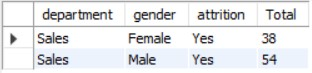 department gender attrition Total
Sales Female Yes 38
Sales Male Yes 54